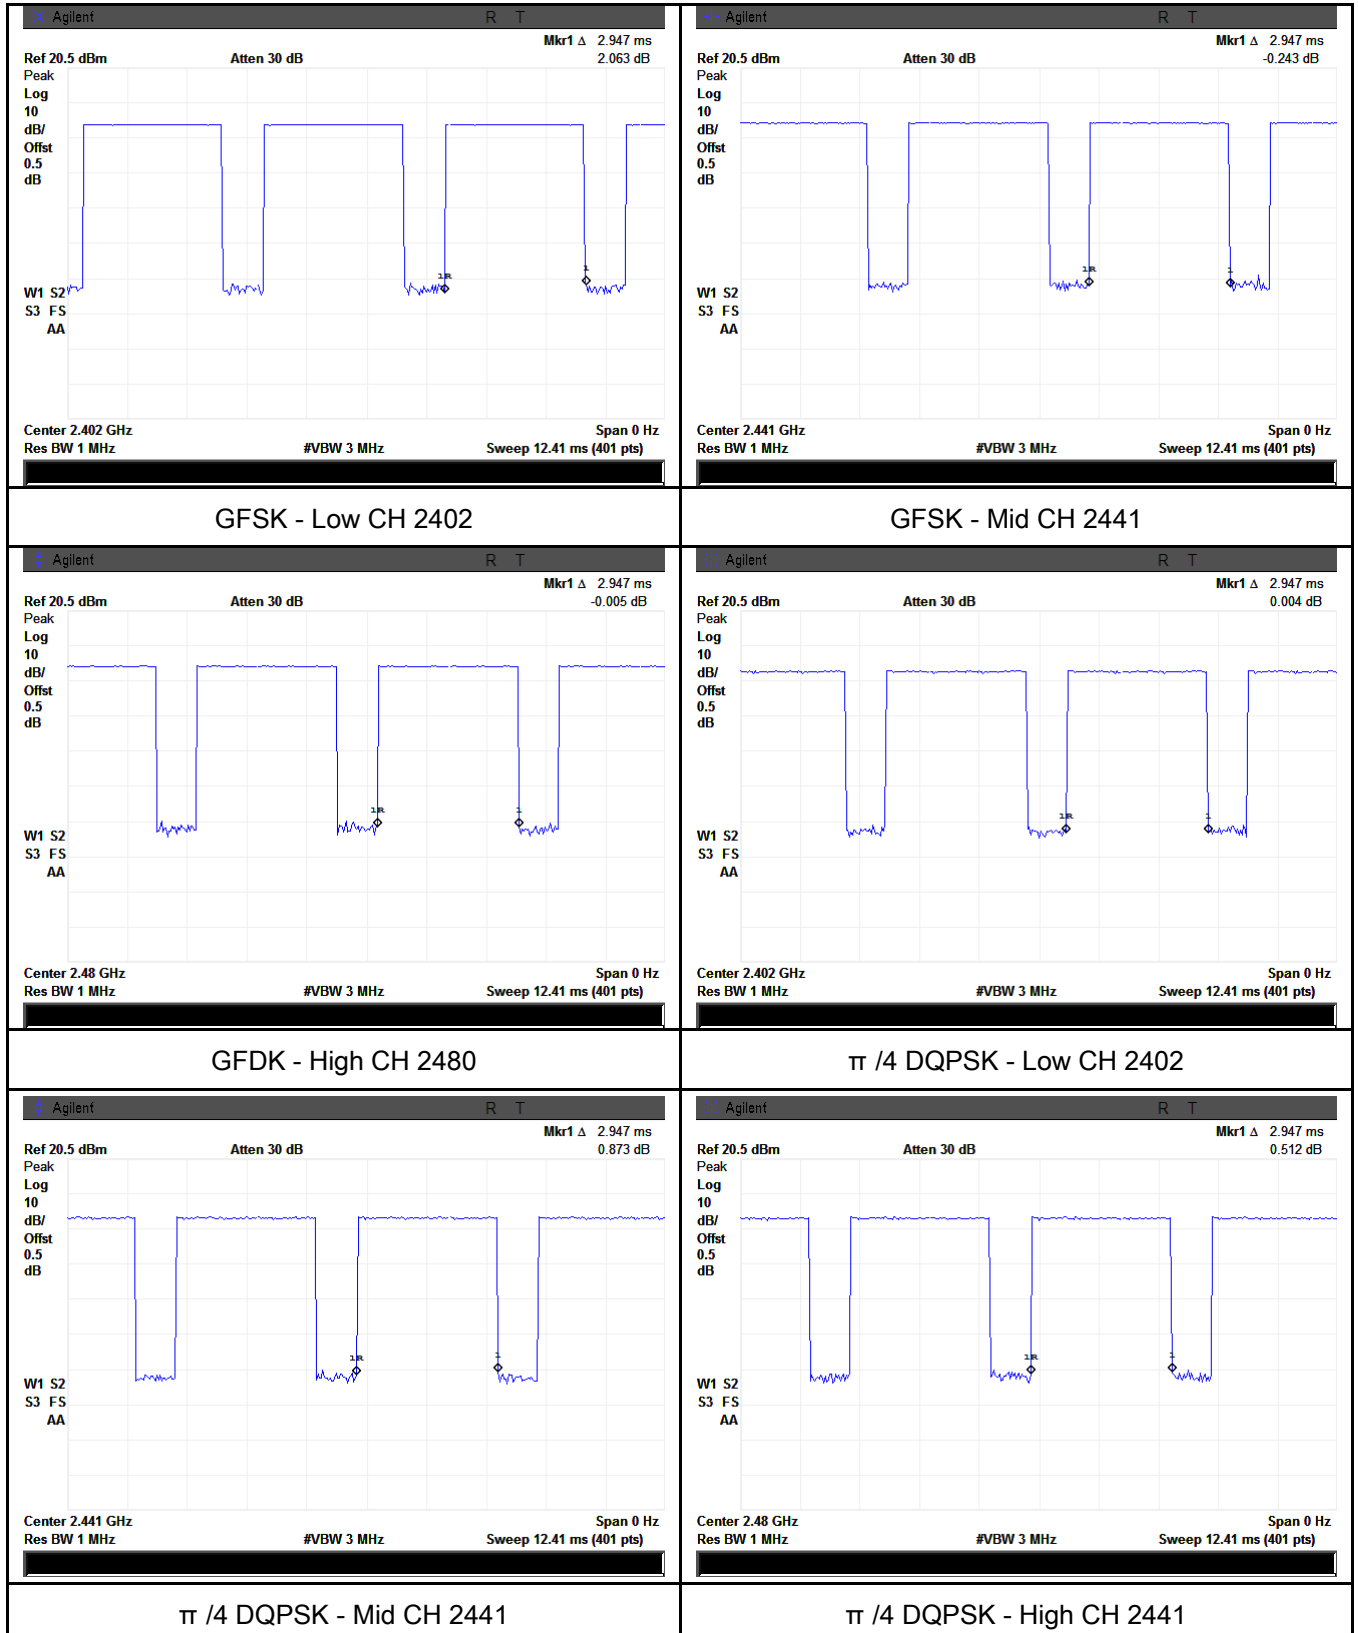 Agilent R T
Mkr1 Δ 2.947 ms
Ref 20.5 dBm Atten 30 dB 2.063 dB
Peak
Log
10
dB/
Offst
0.5
dB
1R
1
W1 S2
S3 FS
AA
Center 2.402 GHz Span 0 Hz
Res BW 1 MHz #VBW 3 MHz Sweep 12.41 ms (401 pts)
GFSK - Low CH 2402
Agilent R T
Mkr1 Δ 2.947 ms
Ref 20.5 dBm Atten 30 dB -0.243 dB
Peak
Log
10
dB/
Offst
0.5
dB
1R
1
W1 S2
S3 FS
AA
Center 2.441 GHz Span 0 Hz
Res BW 1 MHz #VBW 3 MHz Sweep 12.41 ms (401 pts)
GFSK - Mid CH 2441
Agilent R T
Mkr1 Δ 2.947 ms
Ref 20.5 dBm Atten 30 dB -0.005 dB
Peak
Log
10
dB/
Offst
0.5
dB
1R
1
W1 S2
S3 FS
AA
Center 2.48 GHz Span 0 Hz
Res BW 1 MHz #VBW 3 MHz Sweep 12.41 ms (401 pts)
GFDK - High CH 2480
Agilent R T
Mkr1 Δ 2.947 ms
Ref 20.5 dBm Atten 30 dB 0.004 dB
Peak
Log
10
dB/
Offst
0.5
dB
1R
1
W1 S2
S3 FS
AA
Center 2.402 GHz Span 0 Hz
Res BW 1 MHz #VBW 3 MHz Sweep 12.41 ms (401 pts)
π /4 DQPSK - Low CH 2402
Agilent R T
Mkr1 Δ 2.947 ms
Ref 20.5 dBm Atten 30 dB 0.873 dB
Peak
Log
10
dB/
Offst
0.5
dB
1R
1
W1 S2
S3 FS
AA
Center 2.441 GHz Span 0 Hz
Res BW 1 MHz #VBW 3 MHz Sweep 12.41 ms (401 pts)
π /4 DQPSK - Mid CH 2441
Agilent R T
Mkr1 Δ 2.947 ms
Ref 20.5 dBm Atten 30 dB 0.512 dB
Peak
Log
10
dB/
Offst
0.5
dB
1R
1
W1 S2
S3 FS
AA
Center 2.48 GHz Span 0 Hz
Res BW 1 MHz #VBW 3 MHz Sweep 12.41 ms (401 pts)
π /4 DQPSK - High CH 2441